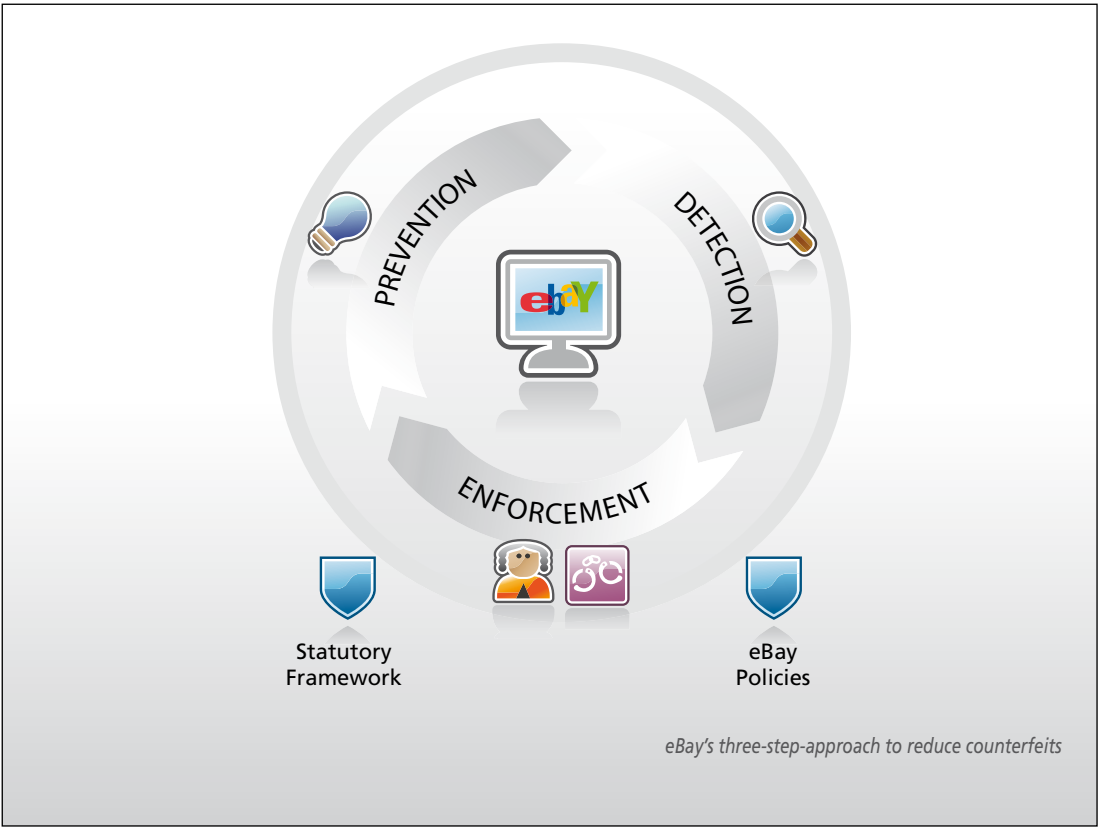 PREVENTION
DETECTION
ebaY
ENFORCEMENT
Statutory
Framework
eBay
Policies
eBay's three-step-approach to reduce counterfeits